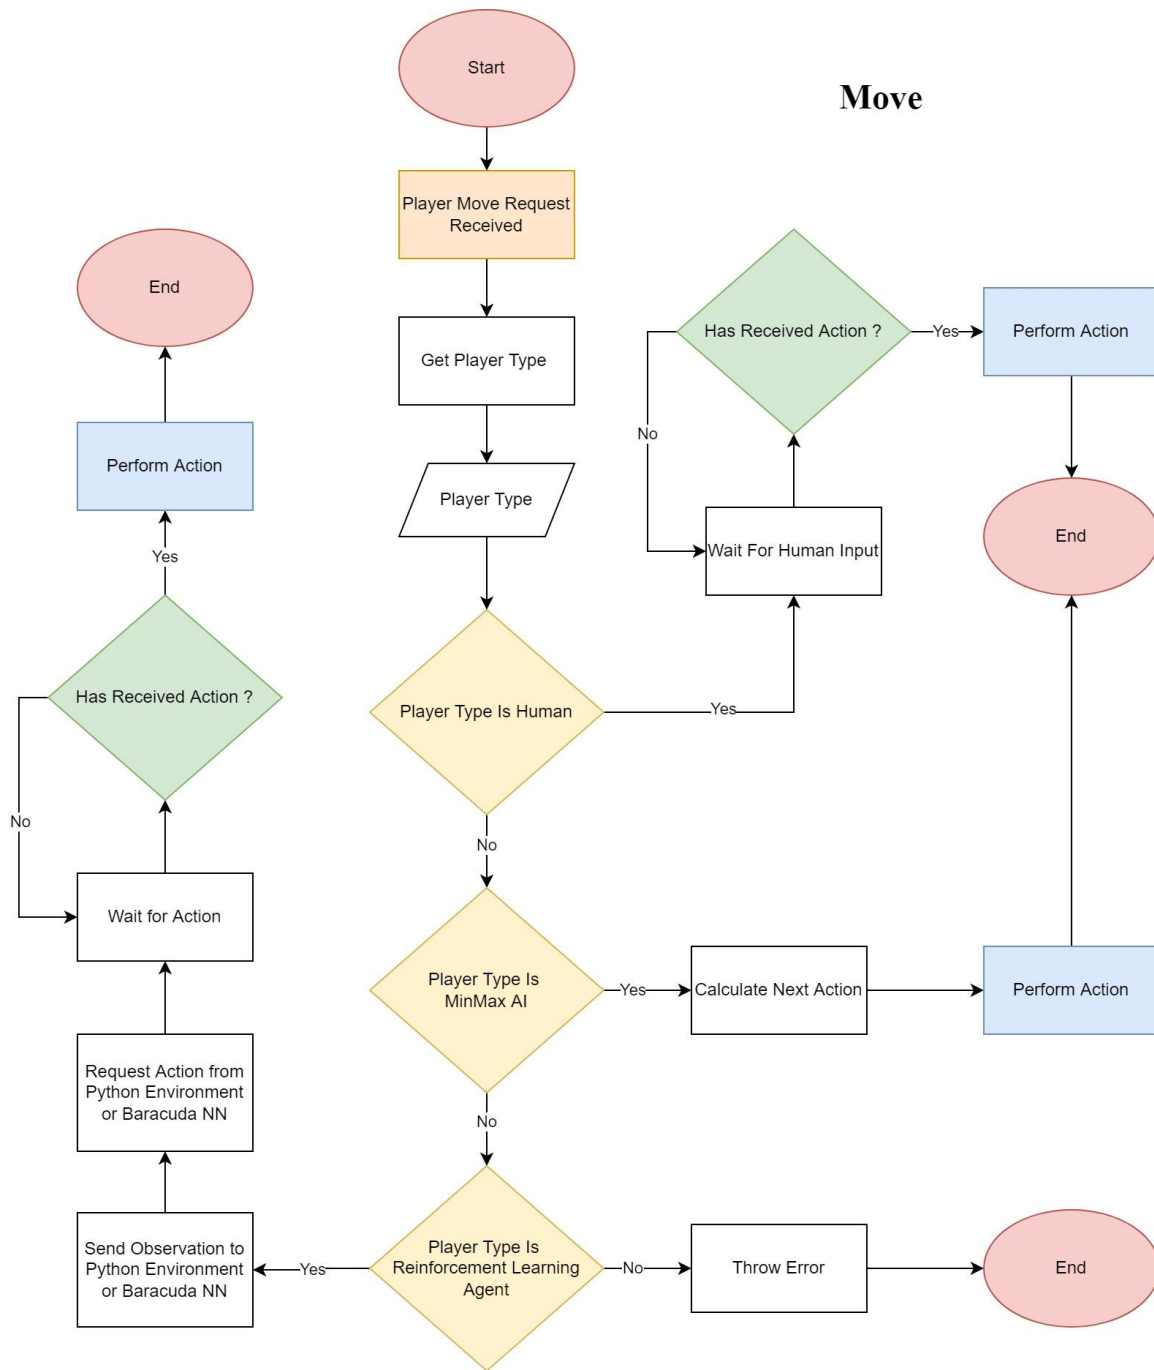 Start
Move
Player Move Request
Received
End
Get Player Type
Has Received Action ?
Yes
Perform Action
No
Perform Action
Player Type
Wait For Human Input
End
Yes
Has Received Action ?
Player Type Is Human
Yes
No
No
Wait for Action
Player Type Is
MinMax AI
Yes
Calculate Next Action
Perform Action
Request Action from
Python Environment
or Baracuda NN
No
Send Observation to
Python Environment
or Baracuda NN
Yes
Player Type Is
Reinforcement Learning
Agent
No
Throw Error
End